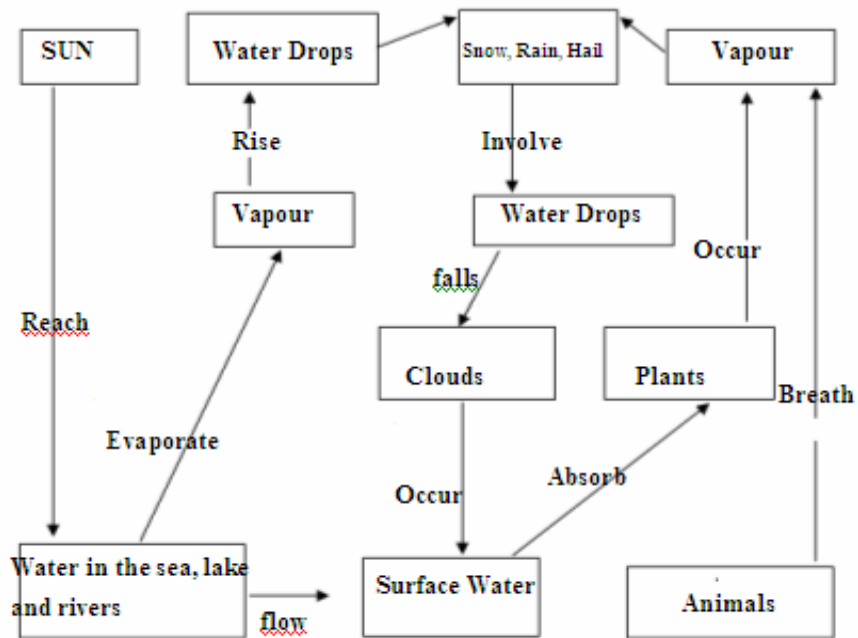 SUN
Water Drops
Snow, Rain, Hail
Vapour
Rise
Involve
Vapour
Water Drops
Occur
falls
Reach
Clouds
Plants
Breath
Evaporate
Absorb
Occur
Water in the sea, lake
and rivers
flow
Surface Water
Animals